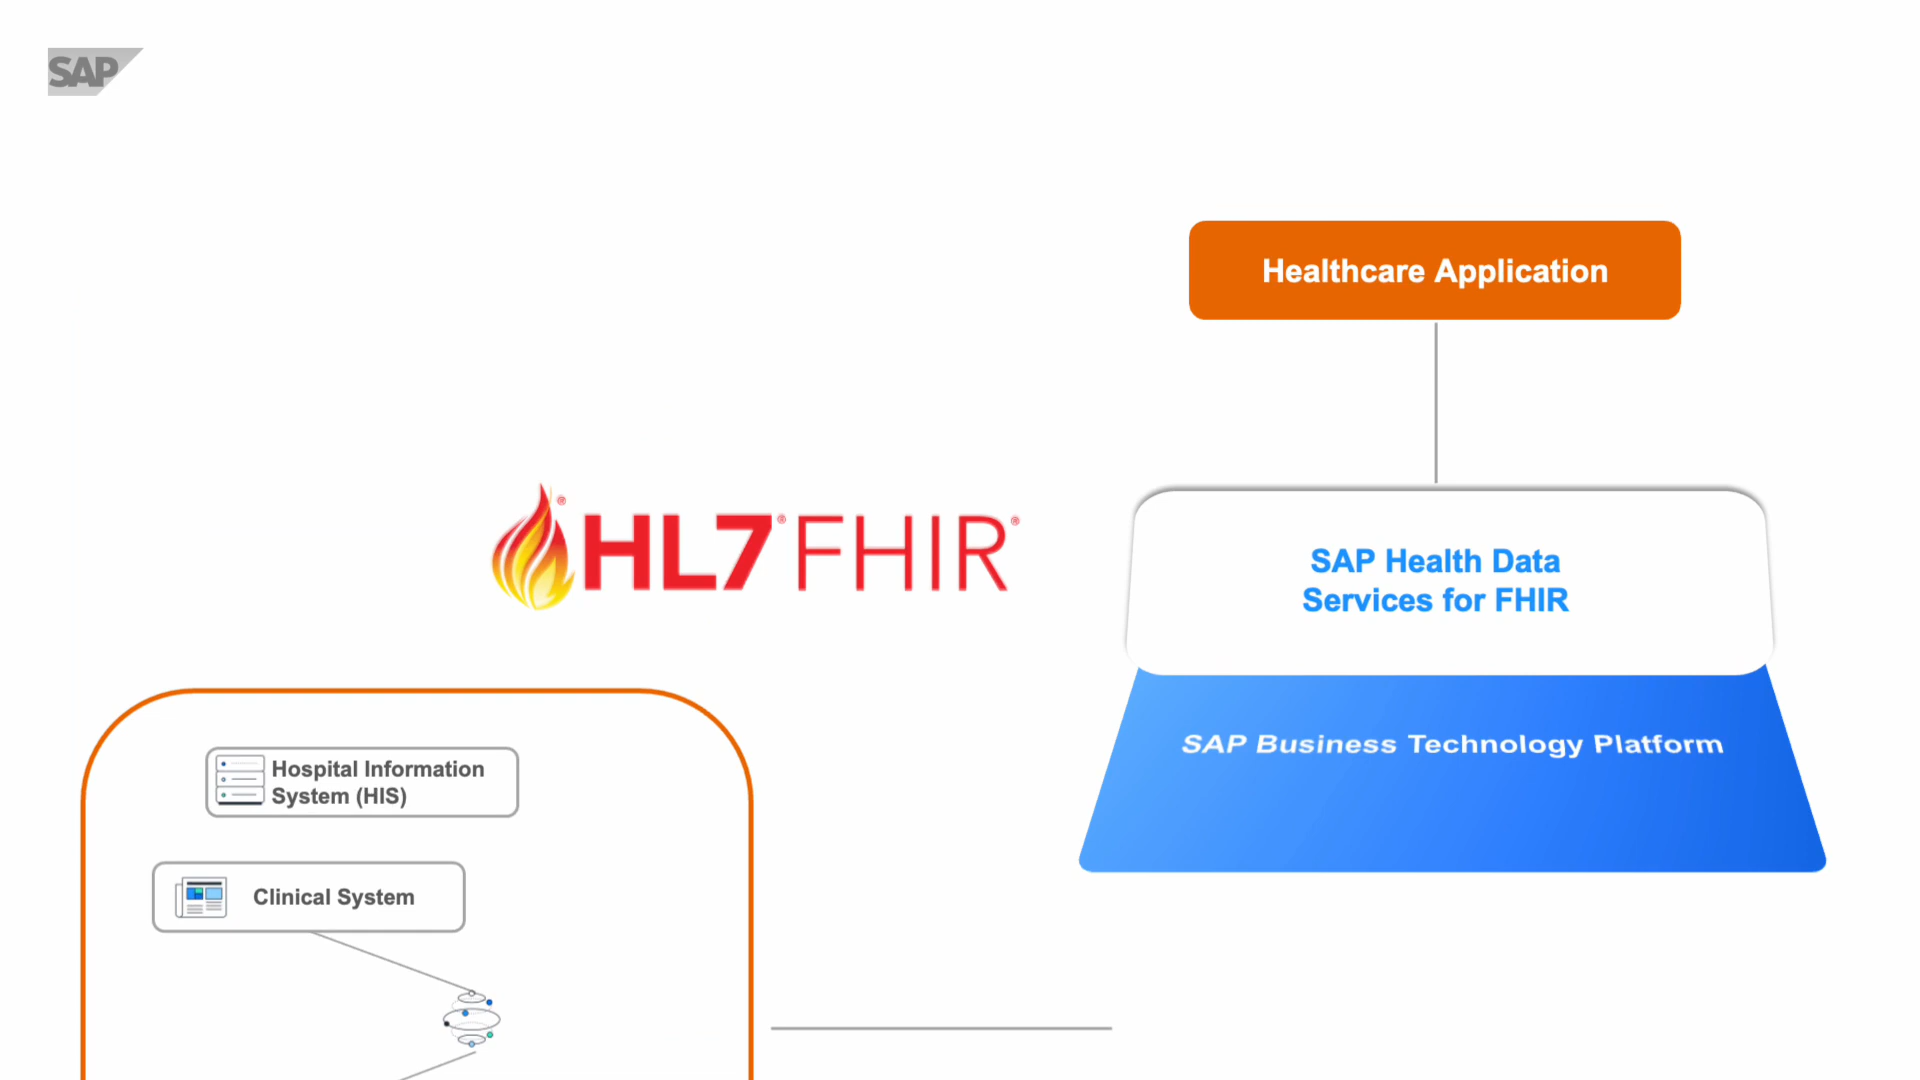 SAP
Healthcare Application
HL7® FHIR®
SAP Health Data
Services for FHIR
SAP Business Technology Platform
Hospital Information
System (HIS)
Clinical System